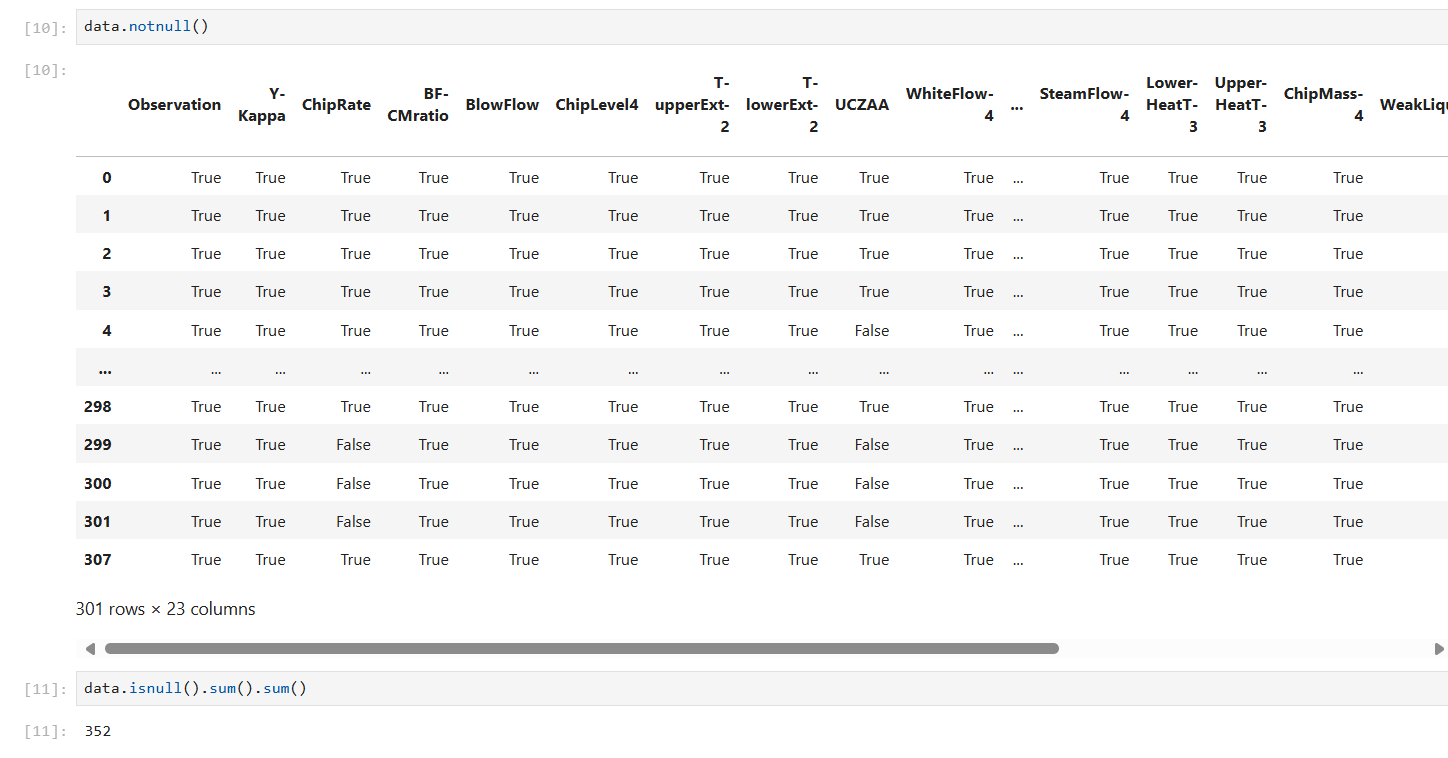 [10]: data.notnull()
[10]:
Observation Y-Kappa ChipRate BF-CMratio BlowFlow ChipLevel4 T-upperExt-2 T-lowerExt-2 UCZAA WhiteFlow-4 ... SteamFlow-4 Lower-HeatT-3 Upper-HeatT-3 ChipMass-4
0 True True True True True True True True True True ... True True True True
1 True True True True True True True True True True ... True True True True
2 True True True True True True True True True True ... True True True True
3 True True True True True True True True True True ... True True True True
4 True True True True True True True True False True ... True True True True
... ... ... ... ... ... ... ... ... ... ... ... ... ... ... ...
298 True True True True True True True True True True ... True True True True
299 True True False True True True True True False True ... True True True True
300 True True False True True True True True False True ... True True True True
301 True True False True True True True True False True ... True True True True
307 True True True True True True True True True True ... True True True True
301 rows × 23 columns
[11]: data.isnull().sum().sum()
[11]: 352